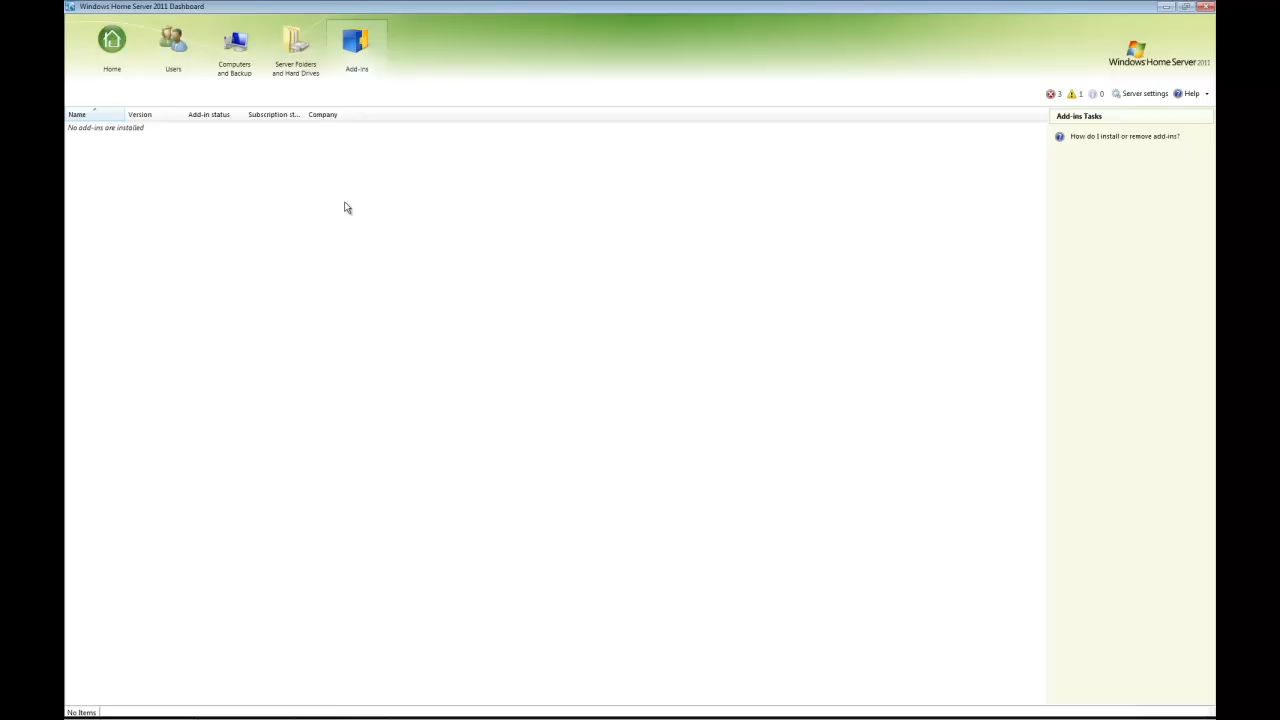 Windows Home Server 2011 Dashboard
Home
Users
Computers
and Backup
Server Folders
and Hard Drives
Add-ins
Windows Home Server 2011
3
1
0
Server settings
Help
Name
Version
Add-in status
Subscription st...
Company
No add-ins are installed
Add-ins Tasks
How do I install or remove add-ins?
No Items